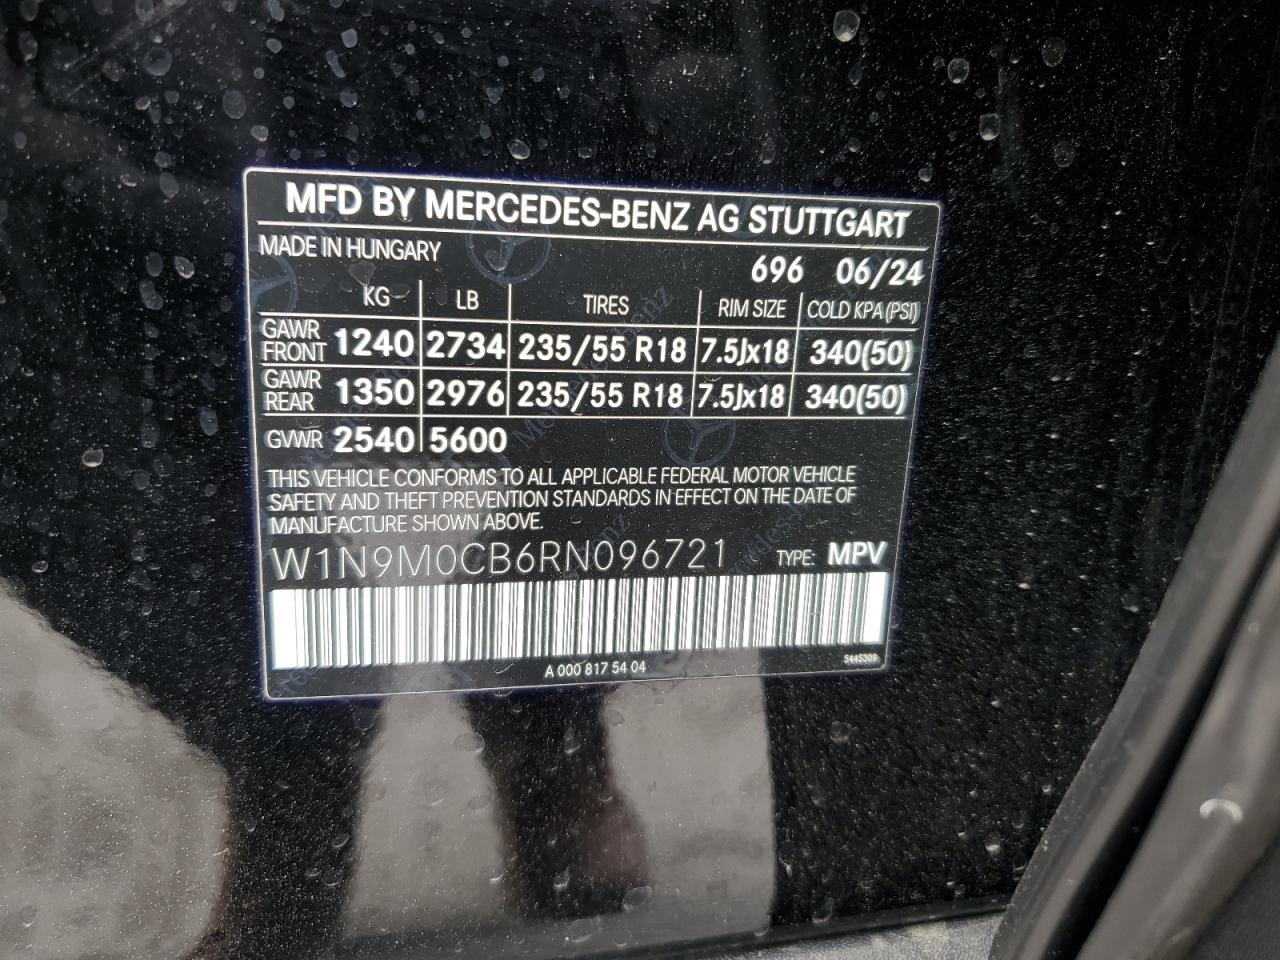 MFD BY MERCEDES-BENZ AG STUTTGART
MADE IN HUNGARY
696 06/24
KG LB TIRES RIM SIZE COLD KPA (PSI)
GAWR FRONT 1240 2734 235/55 R18 7.5Jx18 340(50)
GAWR REAR 1350 2976 235/55 R18 7.5Jx18 340(50)
GVWR 2540 5600
THIS VEHICLE CONFORMS TO ALL APPLICABLE FEDERAL MOTOR VEHICLE
SAFETY AND THEFT PREVENTION STANDARDS IN EFFECT ON THE DATE OF
MANUFACTURE SHOWN ABOVE.
W1N9M0CB6RN096721 TYPE: MPV
A 000 817 54 04
5445309